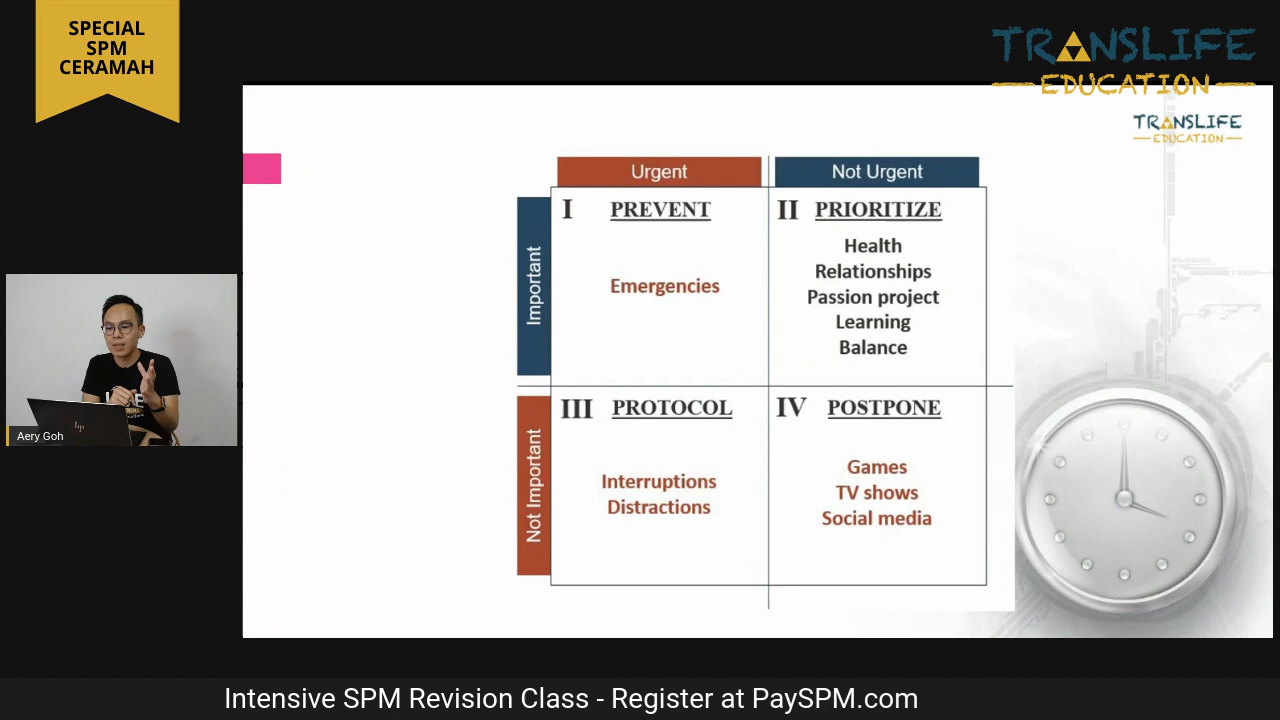 SPECIAL
SPM
CERAMAH
TRANSLIFE
EDUCATION
TRANSLIFE
EDUCATION
Urgent
Not Urgent
Important
I PREVENT
Emergencies
II PRIORITIZE
Health
Relationships
Passion project
Learning
Balance
Not Important
III PROTOCOL
Interruptions
Distractions
IV POSTPONE
Games
TV shows
Social media
hp
Aery Goh
Intensive SPM Revision Class - Register at PaySPM.com